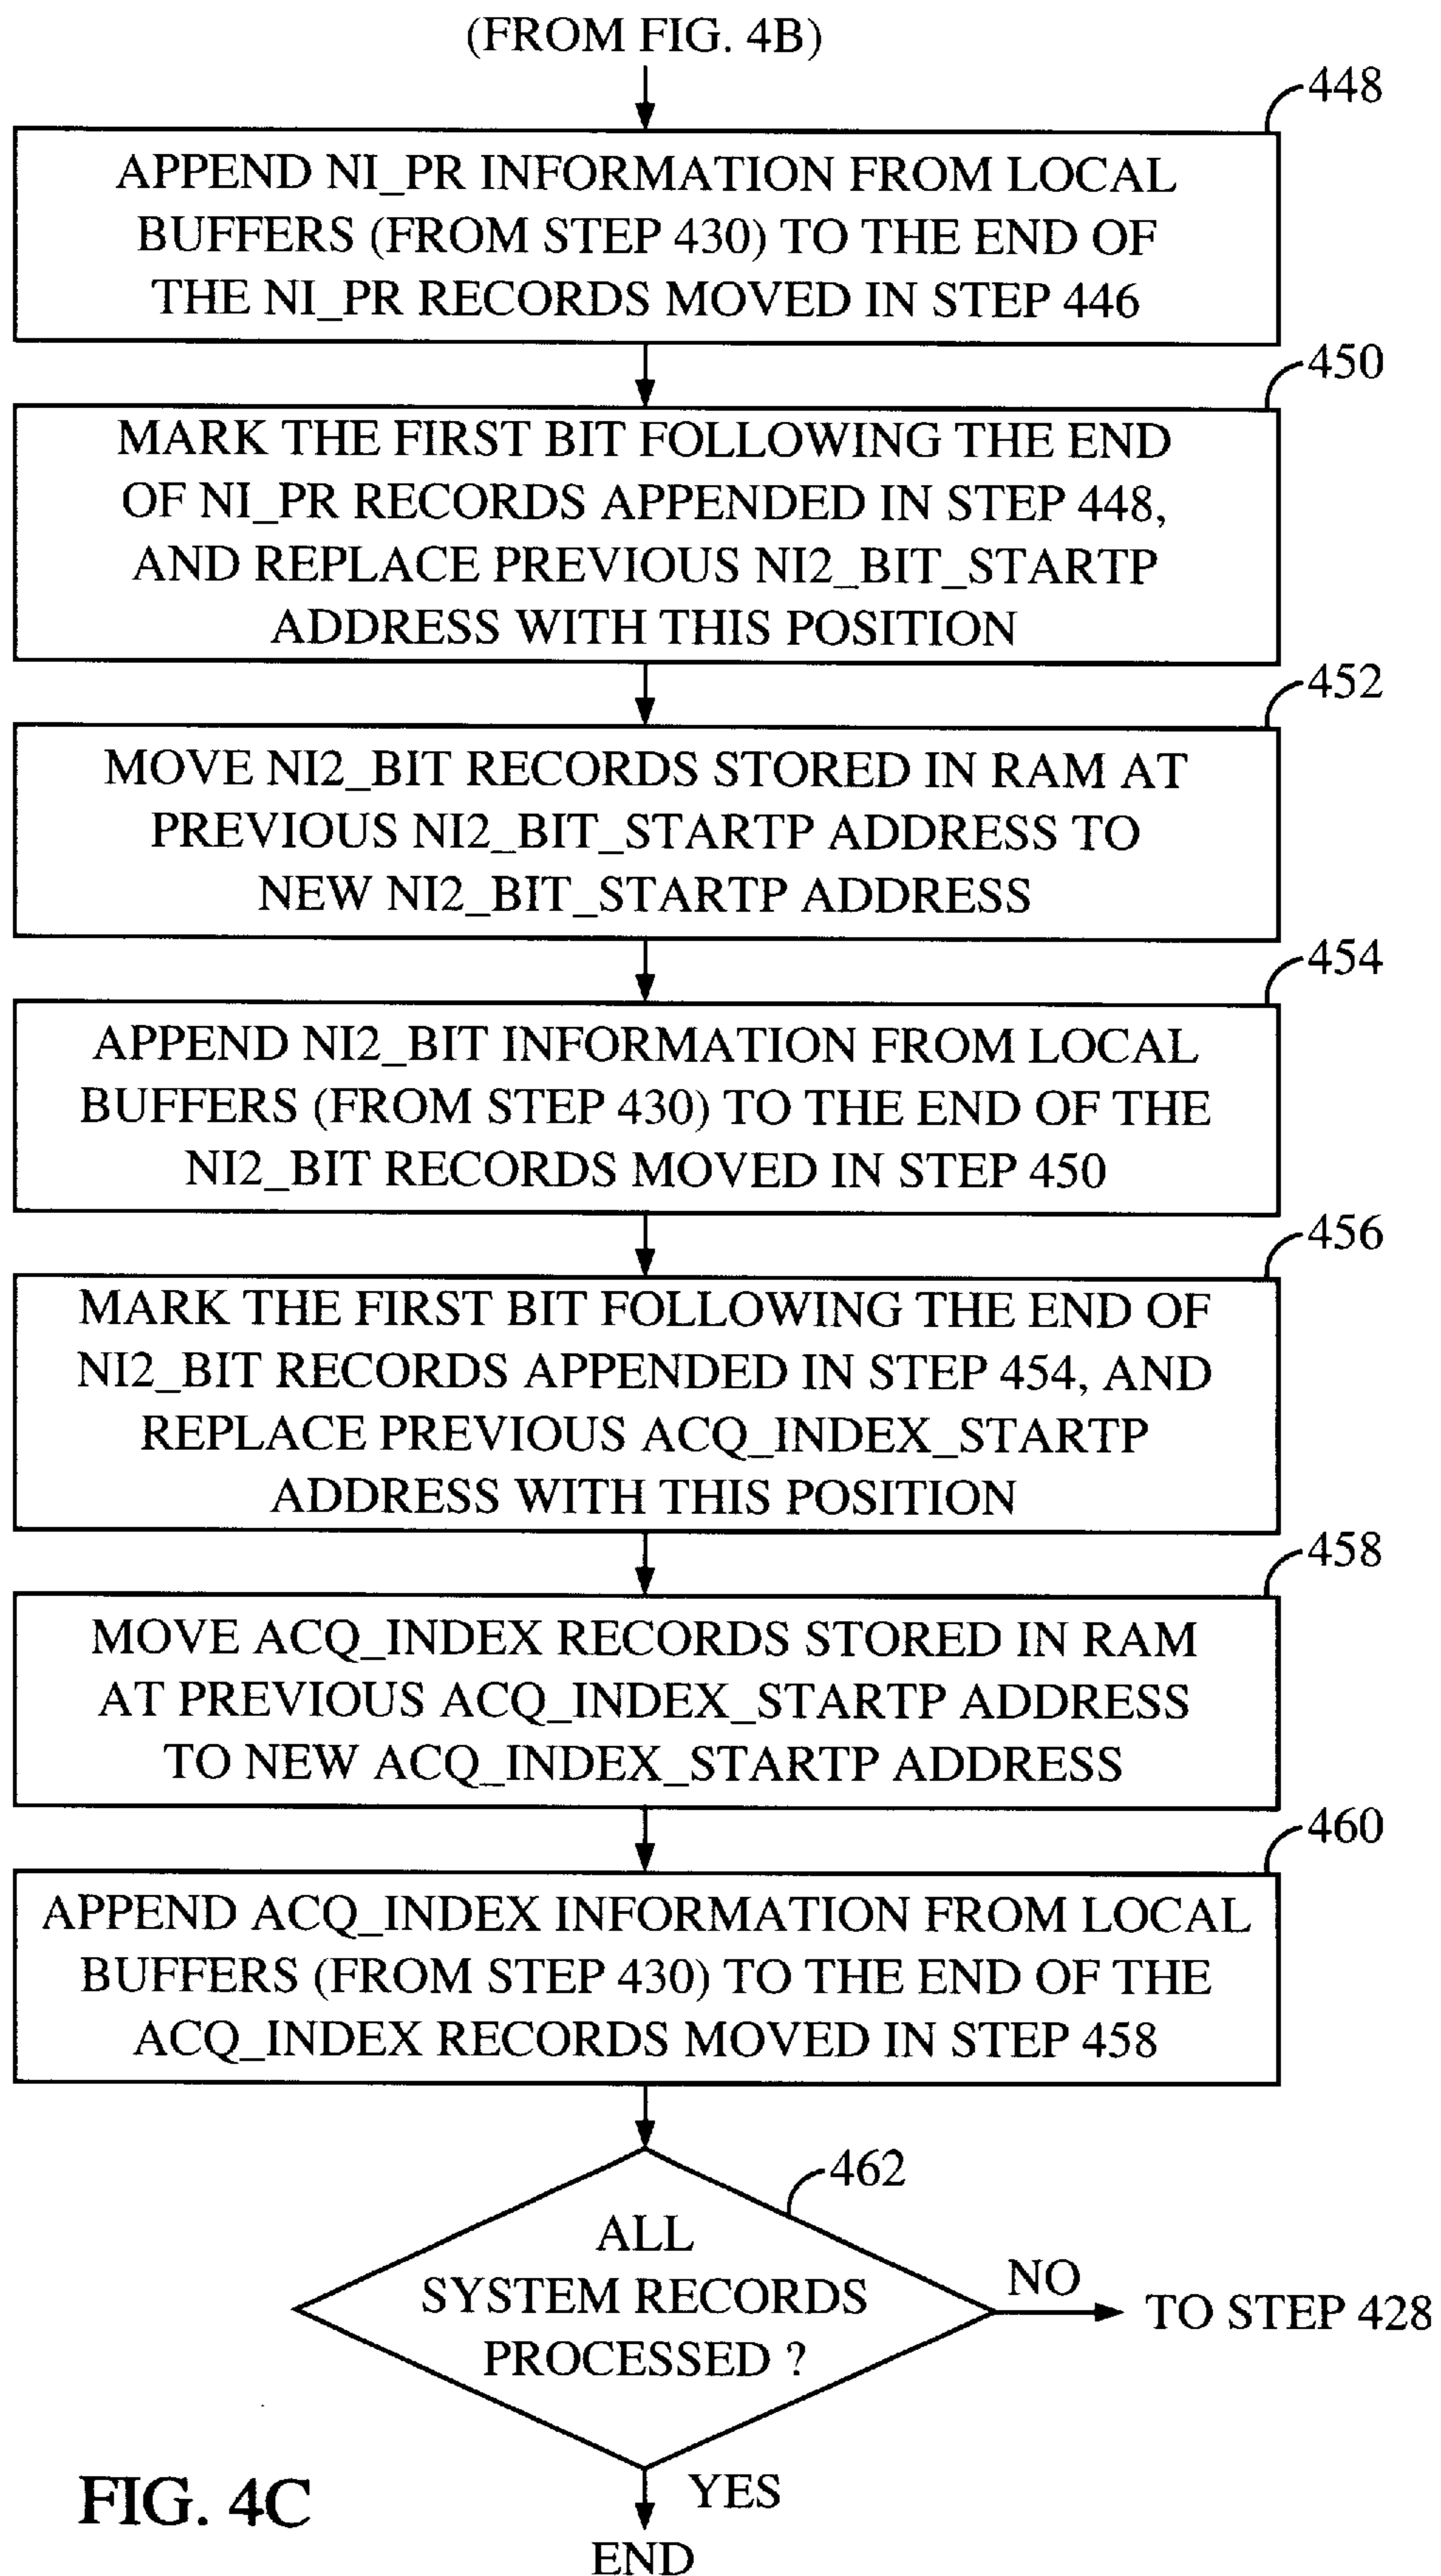 (FROM FIG. 4B)
448
APPEND NI_PR INFORMATION FROM LOCAL
BUFFERS (FROM STEP 430) TO THE END OF
THE NI_PR RECORDS MOVED IN STEP 446
450
MARK THE FIRST BIT FOLLOWING THE END
OF NI_PR RECORDS APPENDED IN STEP 448,
AND REPLACE PREVIOUS NI2_BIT_STARTP
ADDRESS WITH THIS POSITION
452
MOVE NI2_BIT RECORDS STORED IN RAM AT
PREVIOUS NI2_BIT_STARTP ADDRESS TO
NEW NI2_BIT_STARTP ADDRESS
454
APPEND NI2_BIT INFORMATION FROM LOCAL
BUFFERS (FROM STEP 430) TO THE END OF THE
NI2_BIT RECORDS MOVED IN STEP 450
456
MARK THE FIRST BIT FOLLOWING THE END OF
NI2_BIT RECORDS APPENDED IN STEP 454, AND
REPLACE PREVIOUS ACQ_INDEX_STARTP
ADDRESS WITH THIS POSITION
458
MOVE ACQ_INDEX RECORDS STORED IN RAM
AT PREVIOUS ACQ_INDEX_STARTP ADDRESS
TO NEW ACQ_INDEX_STARTP ADDRESS
460
APPEND ACQ_INDEX INFORMATION FROM LOCAL
BUFFERS (FROM STEP 430) TO THE END OF THE
ACQ_INDEX RECORDS MOVED IN STEP 458
462
ALL
SYSTEM RECORDS
PROCESSED ?
NO
TO STEP 428
YES
END
FIG. 4C